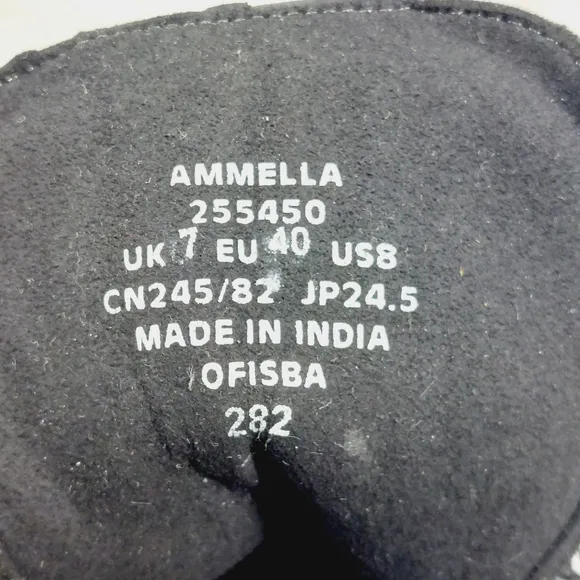 AMMELLA
255450
UK 7 EU 40 US8
CN245/82 JP24.5
MADE IN INDIA
OFISBA
282